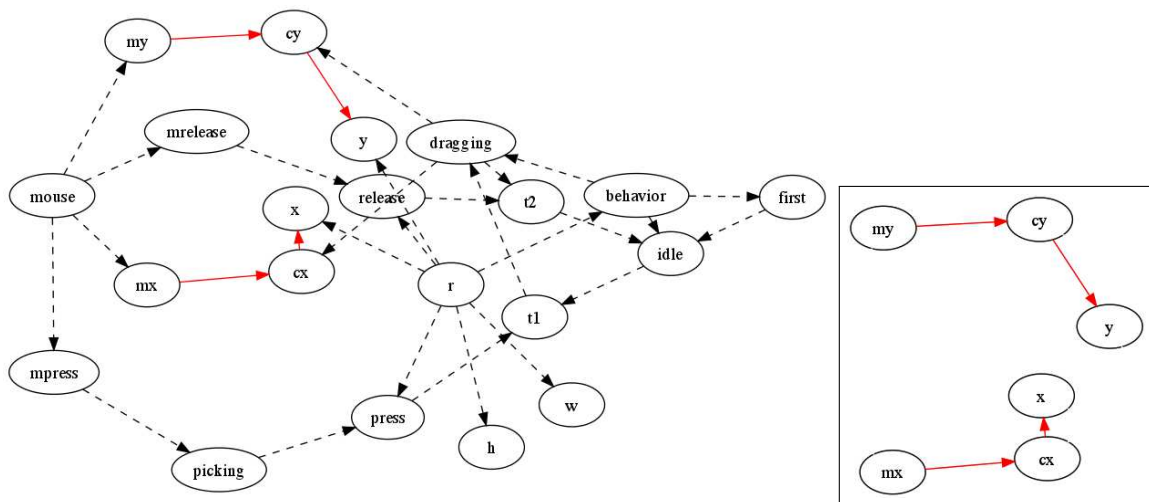 my
cy
mrelease
y
dragging
mouse
x
release
t2
behavior
first
idle
mx
cx
r
t1
mpress
press
w
h
picking
my
cy
y
x
mx
cx